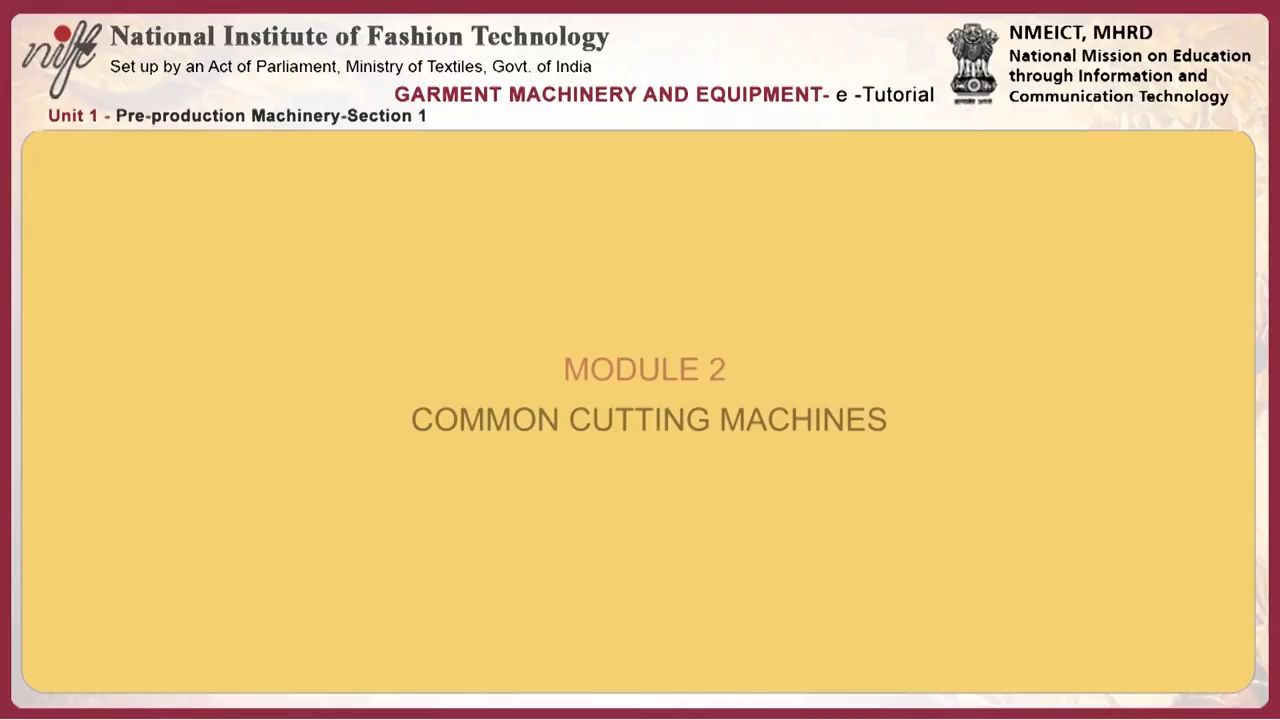 nift
National Institute of Fashion Technology
Set up by an Act of Parliament, Ministry of Textiles, Govt. of India
GARMENT MACHINERY AND EQUIPMENT- e -Tutorial
Unit 1 - Pre-production Machinery-Section 1
NMEICT, MHRD
National Mission on Education
through Information and
Communication Technology
MODULE 2
COMMON CUTTING MACHINES